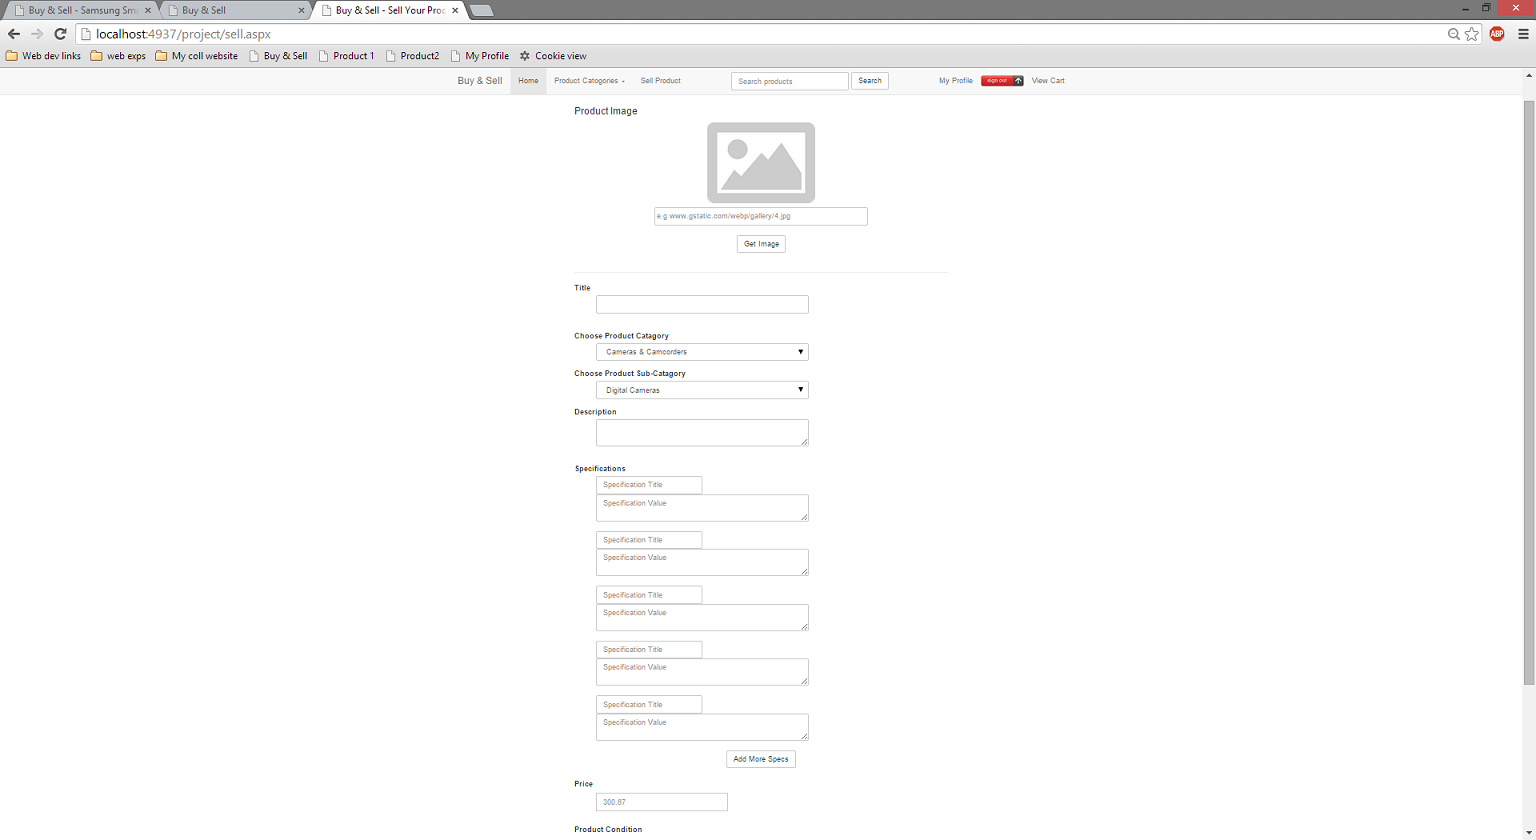 Buy & Sell - Samsung Sm
Buy & Sell
Buy & Sell - Sell Your Proc
localhost:4937/project/sell.aspx
ABP
Web dev links
web exps
My coll website
Buy & Sell
Product 1
Product2
My Profile
Cookie view
Buy & Sell
Home
Product Catogories
Sell Product
Search products
Search
My Profile
sign out
View Cart
Product Image
e.g www.gstatic.com/webp/gallery/4.jpg
Get Image
Title
Choose Product Catagory
Cameras & Camcorders
Choose Product Sub-Catagory
Digital Cameras
Description
Specifications
Specification Title
Specification Value
Specification Title
Specification Value
Specification Title
Specification Value
Specification Title
Specification Value
Specification Title
Specification Value
Add More Specs
Price
300.67
Product Condition